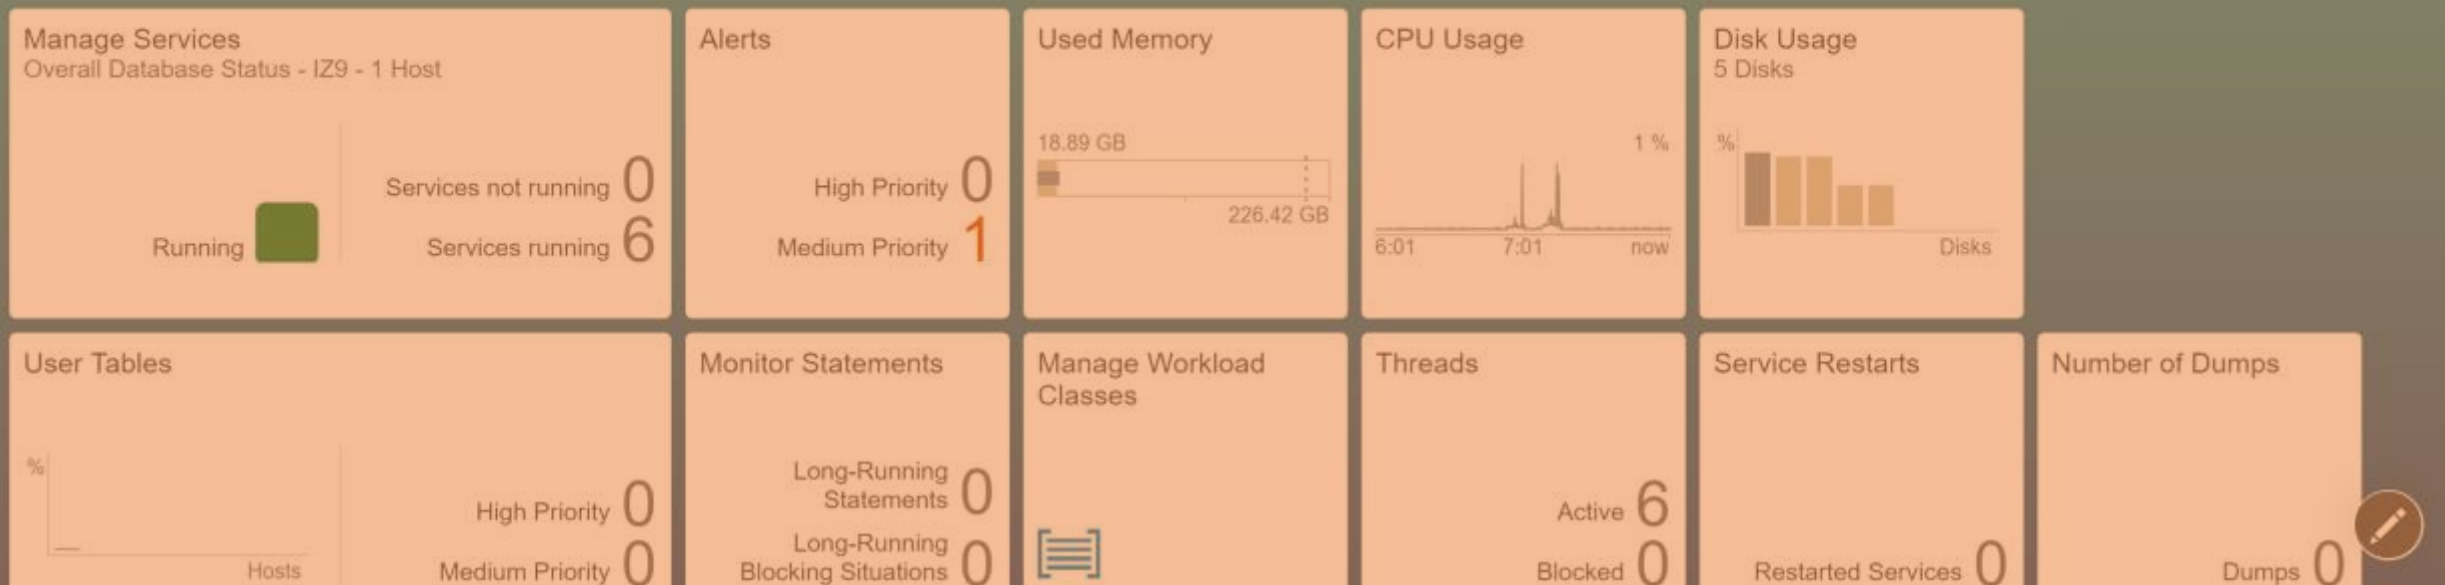 Manage Services
Overall Database Status - IZ9 - 1 Host
Services not running 0
Running
Services running 6
Alerts
High Priority 0
Medium Priority 1
Used Memory
18.89 GB
226.42 GB
CPU Usage
1 %
6:01 7:01 now
Disk Usage
5 Disks
%
Disks
User Tables
%
Hosts
High Priority 0
Medium Priority 0
Monitor Statements
Long-Running
Statements 0
Long-Running
Blocking Situations 0
Manage Workload
Classes
Threads
Active 6
Blocked 0
Service Restarts
Restarted Services 0
Number of Dumps
Dumps 0